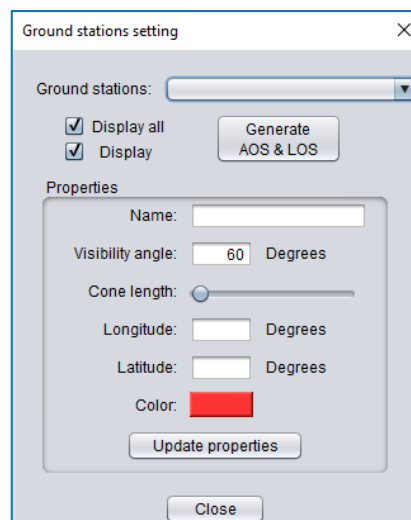 Ground stations setting
Ground stations:
Display all
Display
Generate
AOS & LOS
Properties
Name:
Visibility angle: 60 Degrees
Cone length:
Longitude: Degrees
Latitude: Degrees
Color:
Update properties
Close